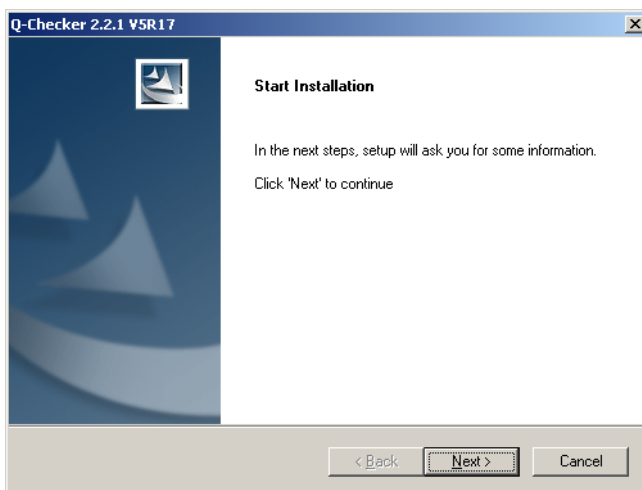 Q-Checker 2.2.1 V5R17
Start Installation
In the next steps, setup will ask you for some information.
Click 'Next' to continue
< Back
Next >
Cancel